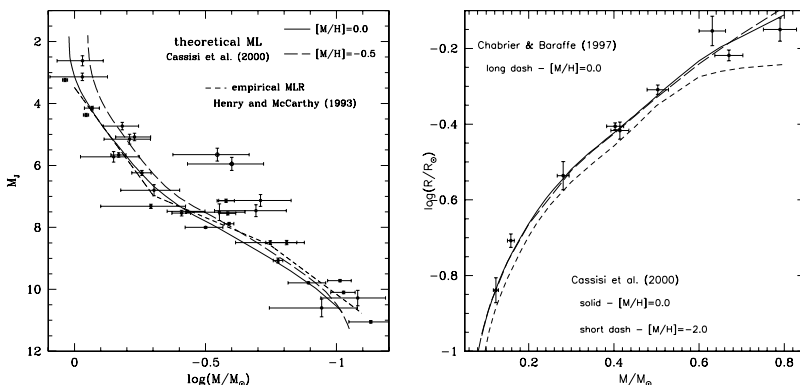 theoretical ML
Cassisi et al. (2000)
[M/H]=0.0
[M/H]=-0.5
empirical MLR
Henry and McCarthy (1993)
2
4
6
8
10
12
M_J
0
-0.5
-1
log(M/M☉)
Chabrier & Baraffe (1997)
long dash - [M/H]=0.0
-0.2
-0.4
-0.6
-0.8
-1
log(R/R☉)
Cassisi et al. (2000)
solid - [M/H]=0.0
short dash - [M/H]=-2.0
0.2
0.4
0.6
0.8
M/M☉